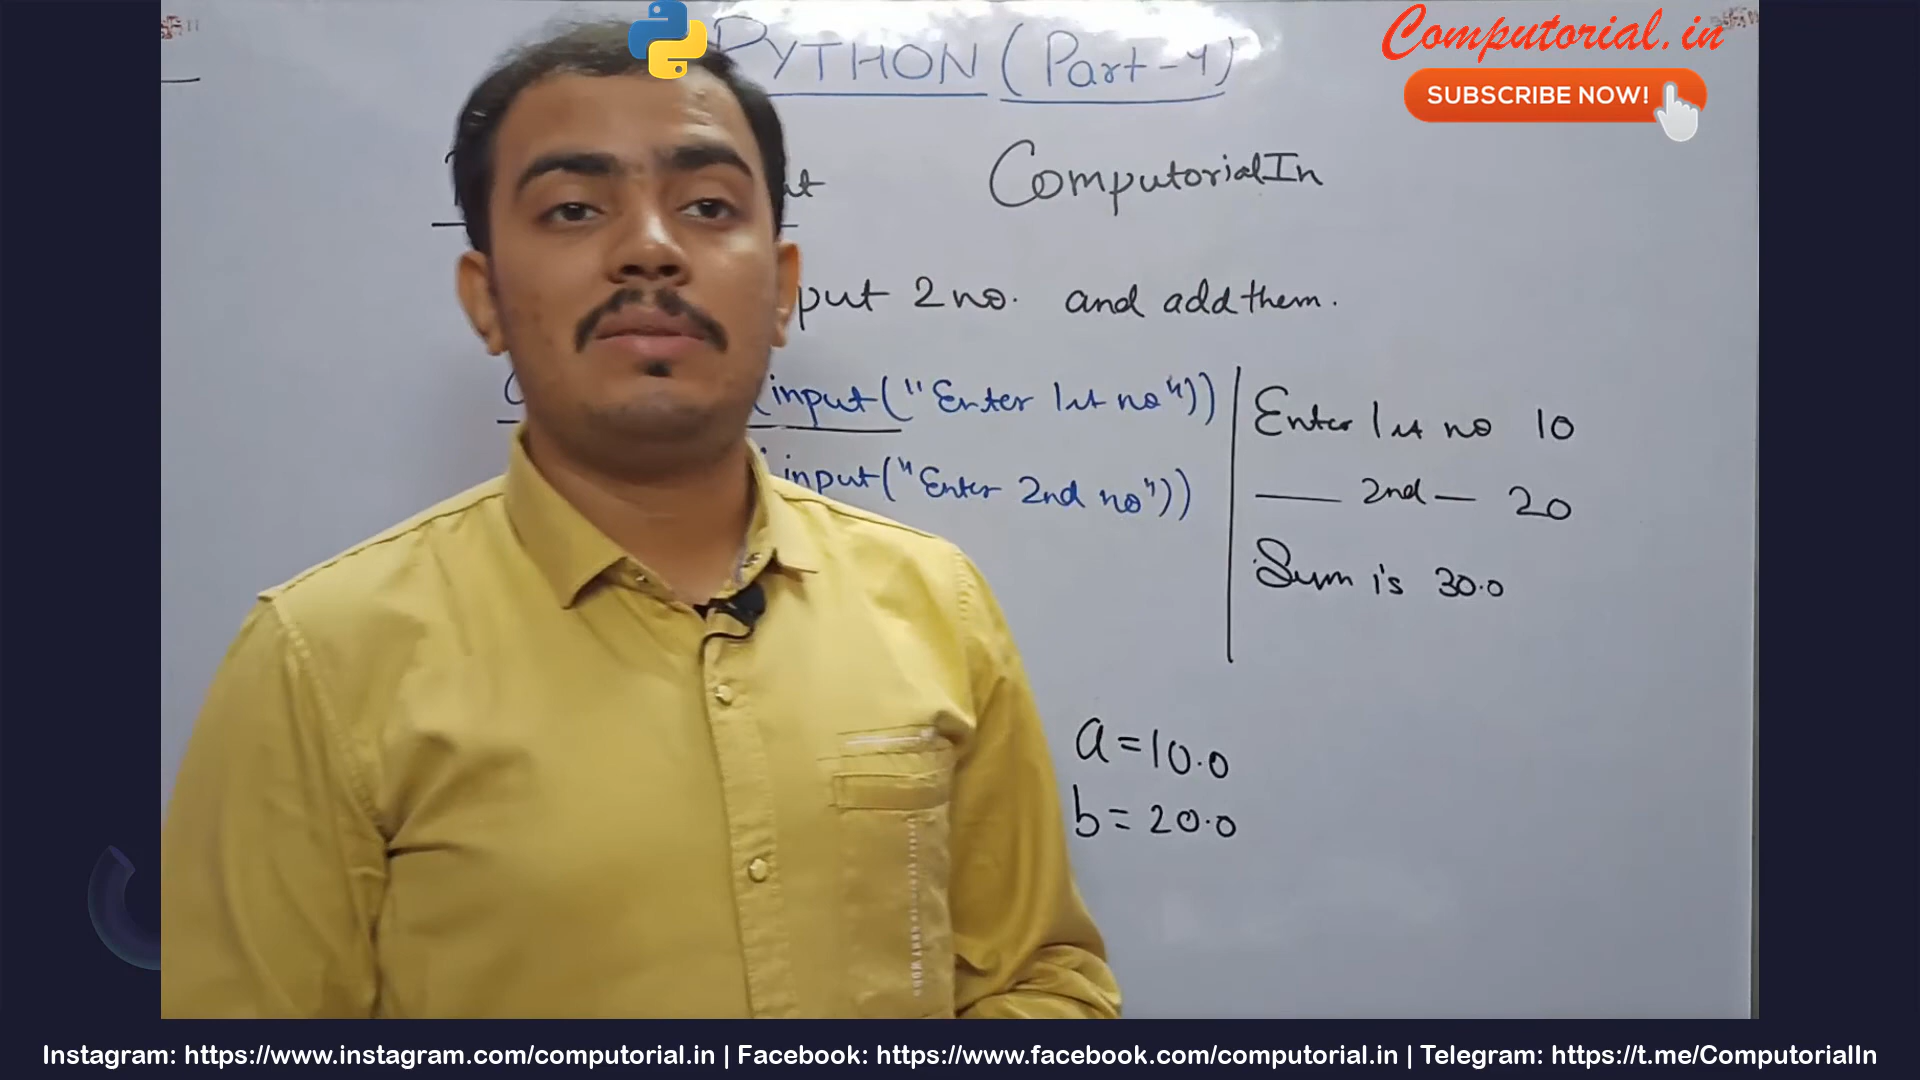 PYTHON (Part-4)
Computorial.in
SUBSCRIBE NOW!
ComputorialIn
put 2 no. and add them.
(input("Enter 1st no"))
input("Enter 2nd no"))
Enter 1st no 10
— 2nd — 20
Sum is 30.0
a=10.0
b=20.0
Instagram: https://www.instagram.com/computorial.in | Facebook: https://www.facebook.com/computorial.in | Telegram: https://t.me/ComputorialIn